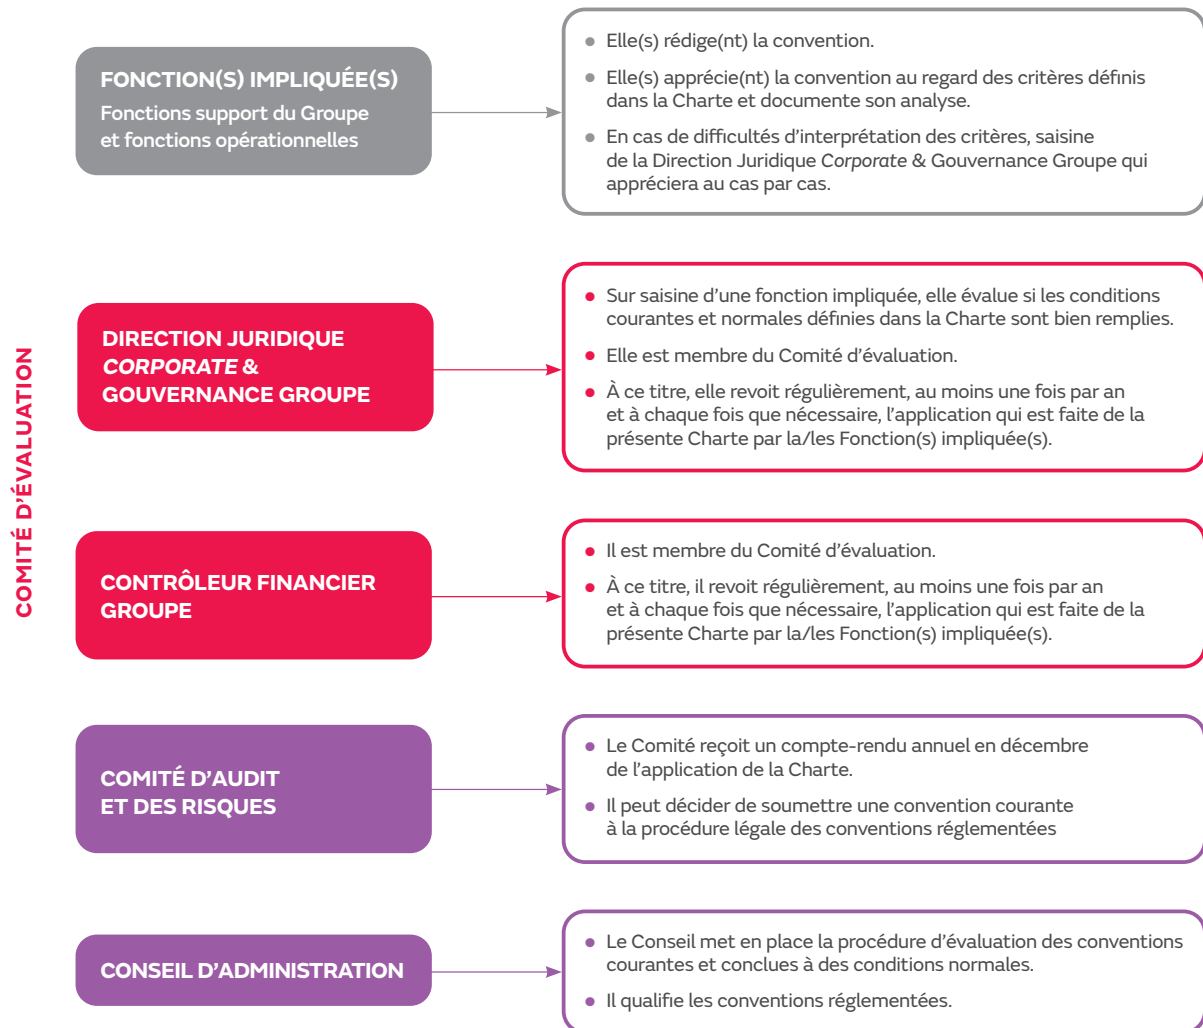 FONCTION(S) IMPLIQUÉE(S)
Fonctions support du Groupe
et fonctions opérationnelles
● Elle(s) rédige(nt) la convention.
● Elle(s) apprécie(nt) la convention au regard des critères définis
dans la Charte et documente son analyse.
● En cas de difficultés d’interprétation des critères, saisine
de la Direction Juridique Corporate & Gouvernance Groupe qui
appréciera au cas par cas.
COMITÉ D’ÉVALUATION
DIRECTION JURIDIQUE
CORPORATE &
GOUVERNANCE GROUPE
● Sur saisine d’une fonction impliquée, elle évalue si les conditions
courantes et normales définies dans la Charte sont bien remplies.
● Elle est membre du Comité d’évaluation.
● À ce titre, elle revoit régulièrement, au moins une fois par an
et à chaque fois que nécessaire, l’application qui est faite de la
présente Charte par la/les Fonction(s) impliquée(s).
CONTRÔLEUR FINANCIER
GROUPE
● Il est membre du Comité d’évaluation.
● À ce titre, il revoit régulièrement, au moins une fois par an
et à chaque fois que nécessaire, l’application qui est faite de la
présente Charte par la/les Fonction(s) impliquée(s).
COMITÉ D’AUDIT
ET DES RISQUES
● Le Comité reçoit un compte-rendu annuel en décembre
de l’application de la Charte.
● Il peut décider de soumettre une convention courante
à la procédure légale des conventions réglementées
CONSEIL D’ADMINISTRATION
● Le Conseil met en place la procédure d’évaluation des conventions
courantes et conclues à des conditions normales.
● Il qualifie les conventions réglementées.